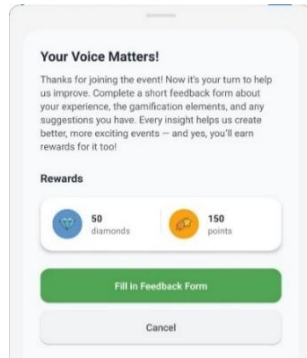 Your Voice Matters!
Thanks for joining the event! Now it's your turn to help
us improve. Complete a short feedback form about
your experience, the gamification elements, and any
suggestions you have. Every insight helps us create
better, more exciting events — and yes, you'll earn
rewards for it too!
Rewards
50
diamonds
150
points
Fill in Feedback Form
Cancel